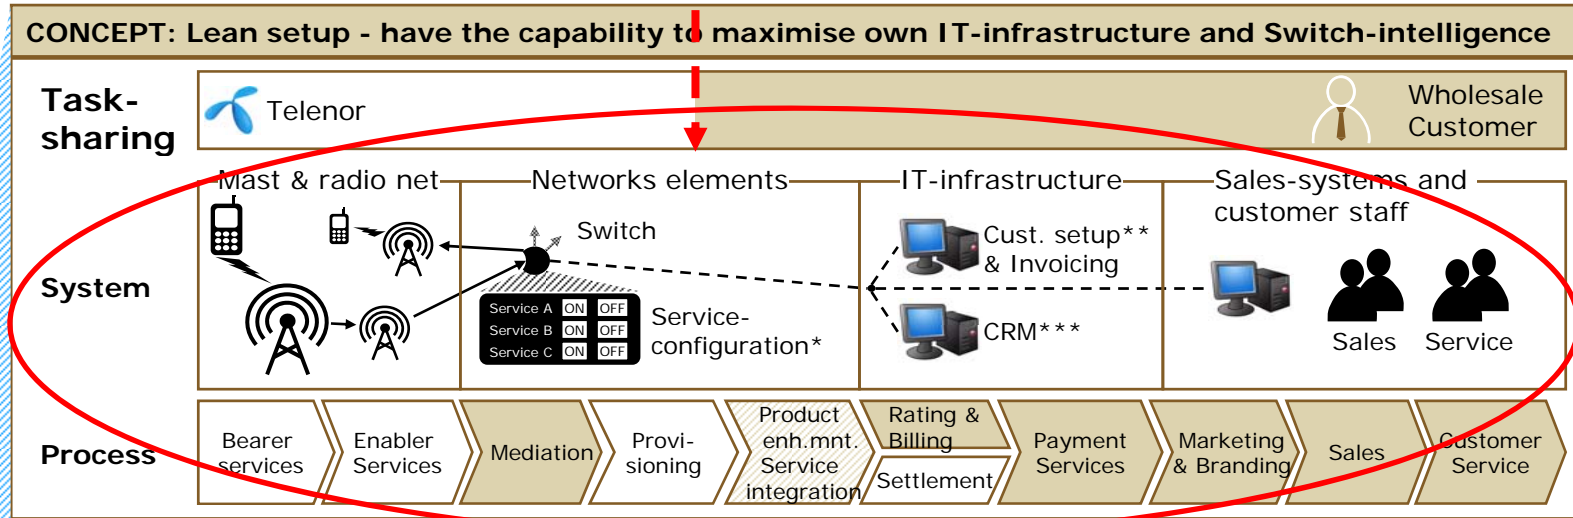 CONCEPT: Lean setup - have the capability to maximise own IT-infrastructure and Switch-intelligence
Task-
sharing
Telenor
Wholesale
Customer
Mast & radio net
Networks elements
IT-infrastructure
Sales-systems and
customer staff
System
Switch
Service A ON OFF
Service B ON OFF
Service C ON OFF
Service-
configuration*
Cust. setup**
& Invoicing
CRM***
Sales
Service
Process
Bearer
services
Enabler
Services
Mediation
Provi-
sioning
Product
enh.mnt.
Service
integration
Rating &
Billing
Settlement
Payment
Services
Marketing
& Branding
Sales
Customer
Service